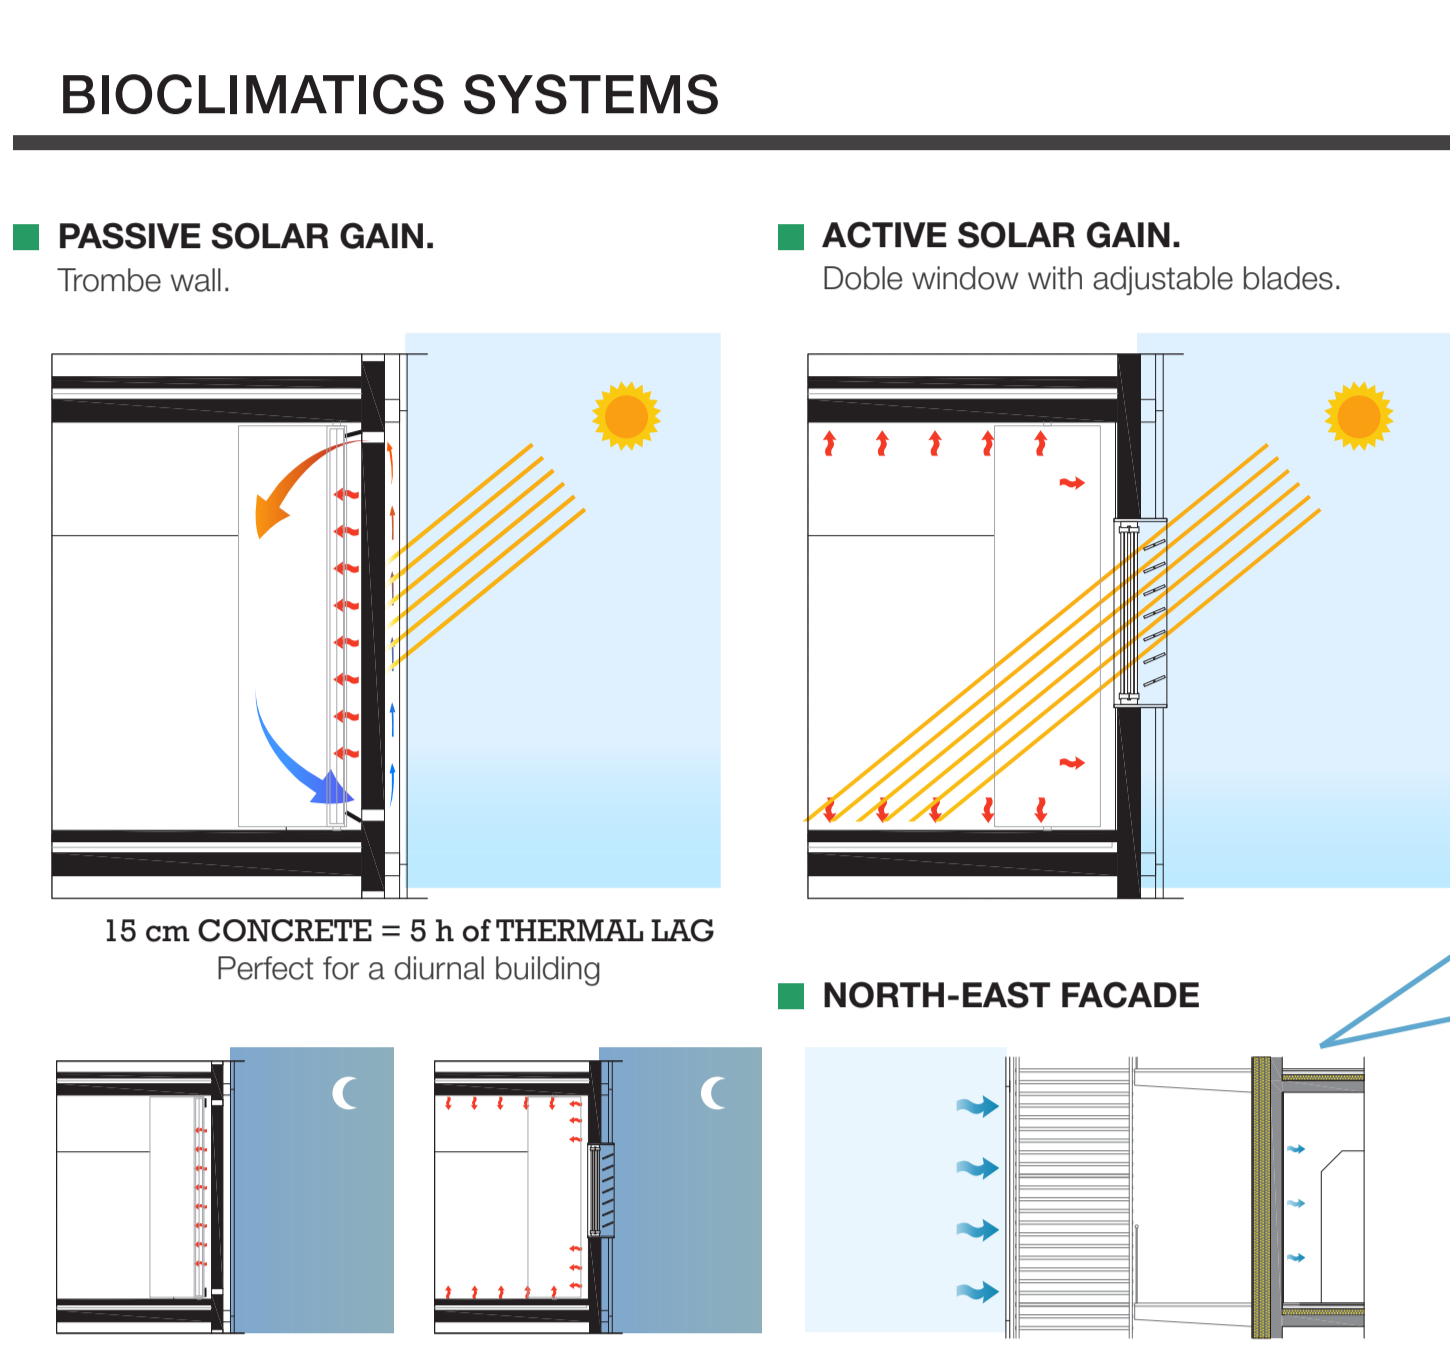 BIOCLIMATICS SYSTEMS
PASSIVE SOLAR GAIN.
Trombe wall.
ACTIVE SOLAR GAIN.
Doble window with adjustable blades.
15 cm CONCRETE = 5 h of THERMAL LAG
Perfect for a diurnal building
NORTH-EAST FACADE